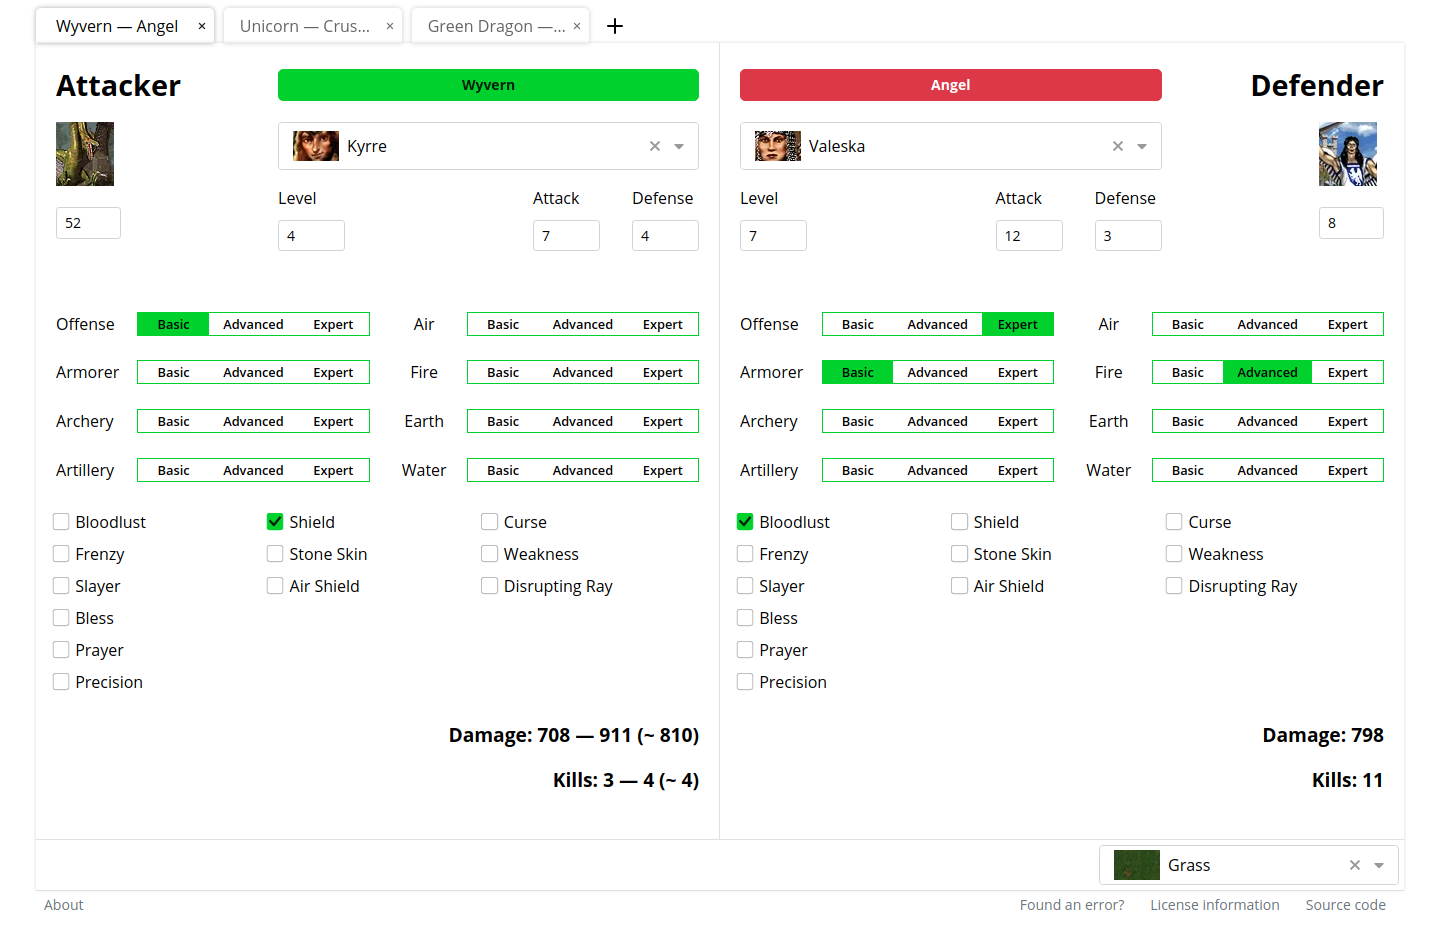 Wyvern — Angel ×
Unicorn — Crus... ×
Green Dragon —... ×
+
Attacker
Wyvern
Angel
Defender
Kyrre
Valeska
Level
Attack
Defense
Level
Attack
Defense
52
4
7
4
7
12
3
8
Offense Basic Advanced Expert Air Basic Advanced Expert
Offense Basic Advanced Expert Air Basic Advanced Expert
Armorer Basic Advanced Expert Fire Basic Advanced Expert
Armorer Basic Advanced Expert Fire Basic Advanced Expert
Archery Basic Advanced Expert Earth Basic Advanced Expert
Archery Basic Advanced Expert Earth Basic Advanced Expert
Artillery Basic Advanced Expert Water Basic Advanced Expert
Artillery Basic Advanced Expert Water Basic Advanced Expert
Bloodlust Shield Curse
Bloodlust Shield Curse
Frenzy Stone Skin Weakness
Frenzy Stone Skin Weakness
Slayer Air Shield Disrupting Ray
Slayer Air Shield Disrupting Ray
Bless
Bless
Prayer
Prayer
Precision
Precision
Damage: 708 — 911 (~ 810)
Damage: 798
Kills: 3 — 4 (~ 4)
Kills: 11
Grass
About
Found an error?
License information
Source code